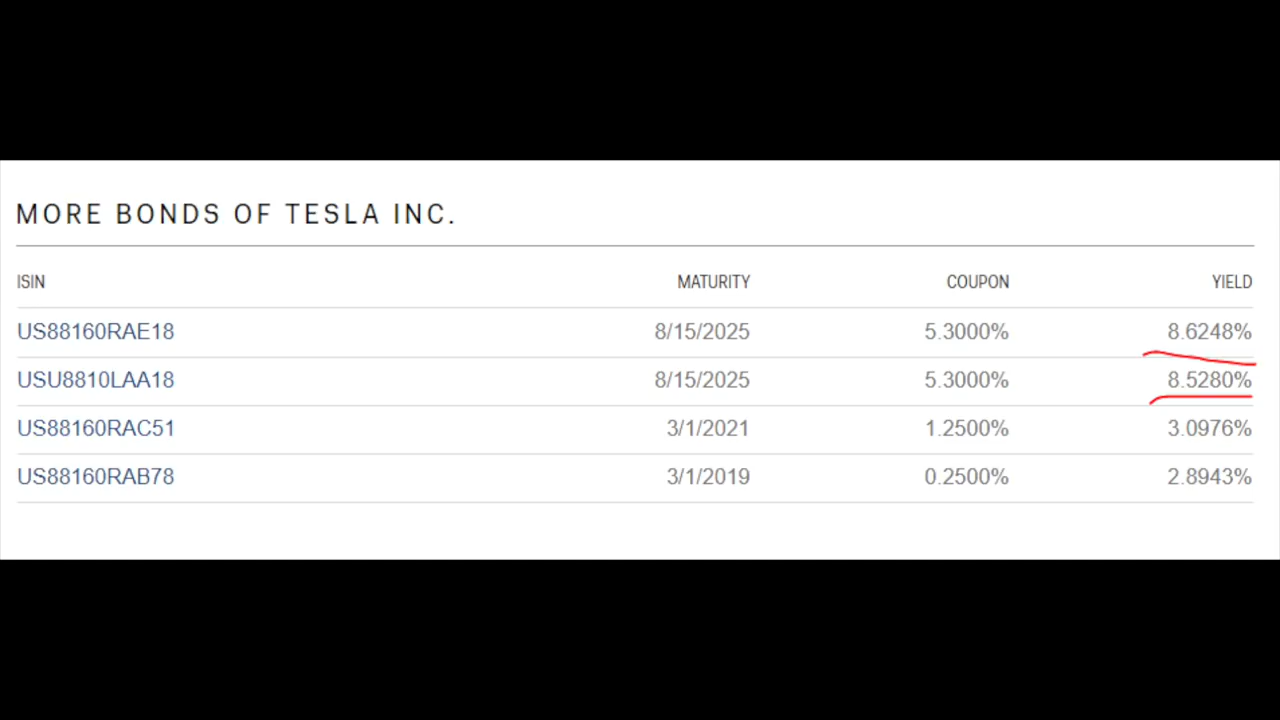 MORE BONDS OF TESLA INC.
ISIN MATURITY COUPON YIELD
US88160RAE18 8/15/2025 5.3000% 8.6248%
USU8810LAA18 8/15/2025 5.3000% 8.5280%
US88160RAC51 3/1/2021 1.2500% 3.0976%
US88160RAB78 3/1/2019 0.2500% 2.8943%